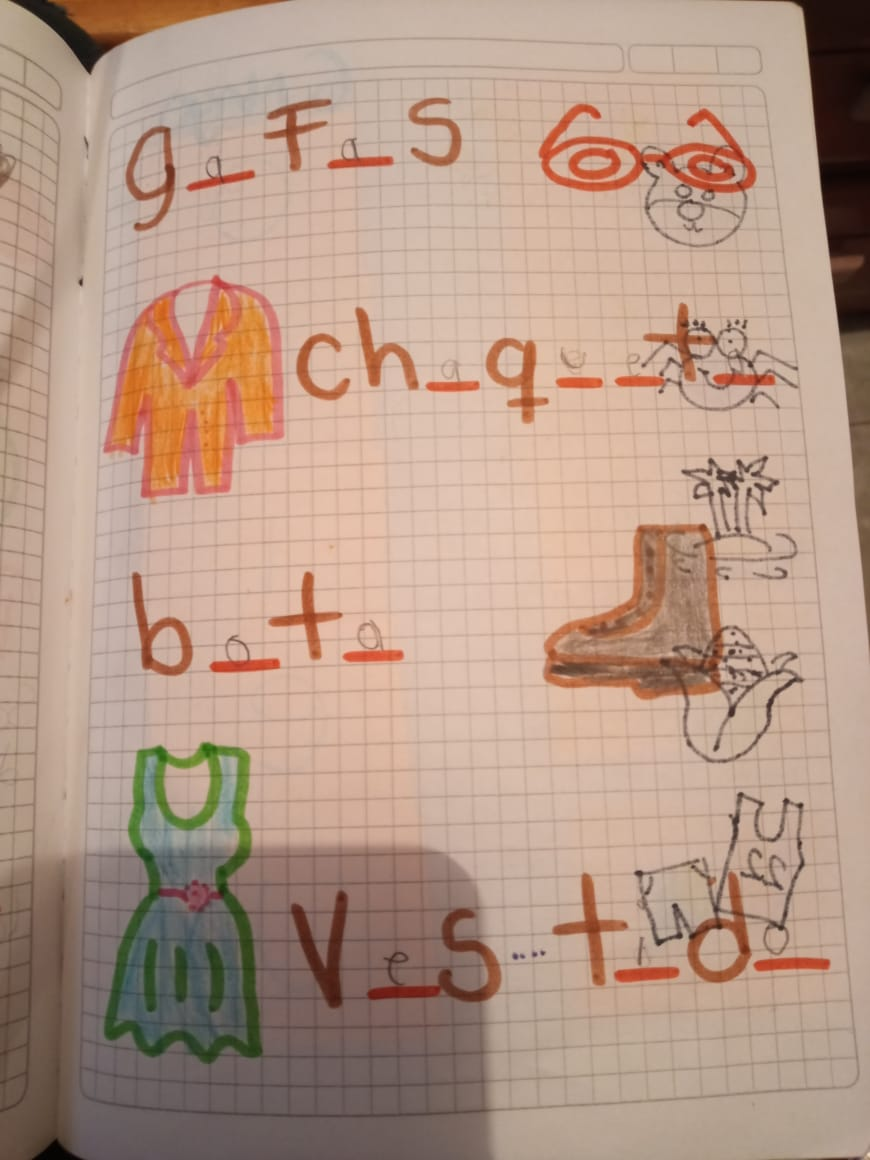 g a F a s
ch a q u e t _
b o t a
V e s .... t i d _